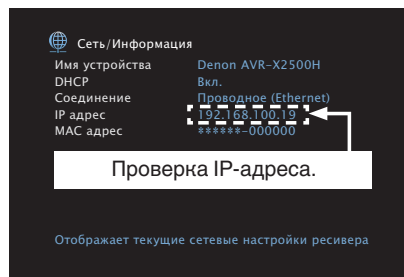 Сеть/Информация
Имя устройства Denon AVR-X2500H
DHCP Вкл.
Соединение Проводное (Ethernet)
IP адрес 192.168.100.19
MAC адрес ******-000000
Проверка IP-адреса.
Отображает текущие сетевые настройки ресивера